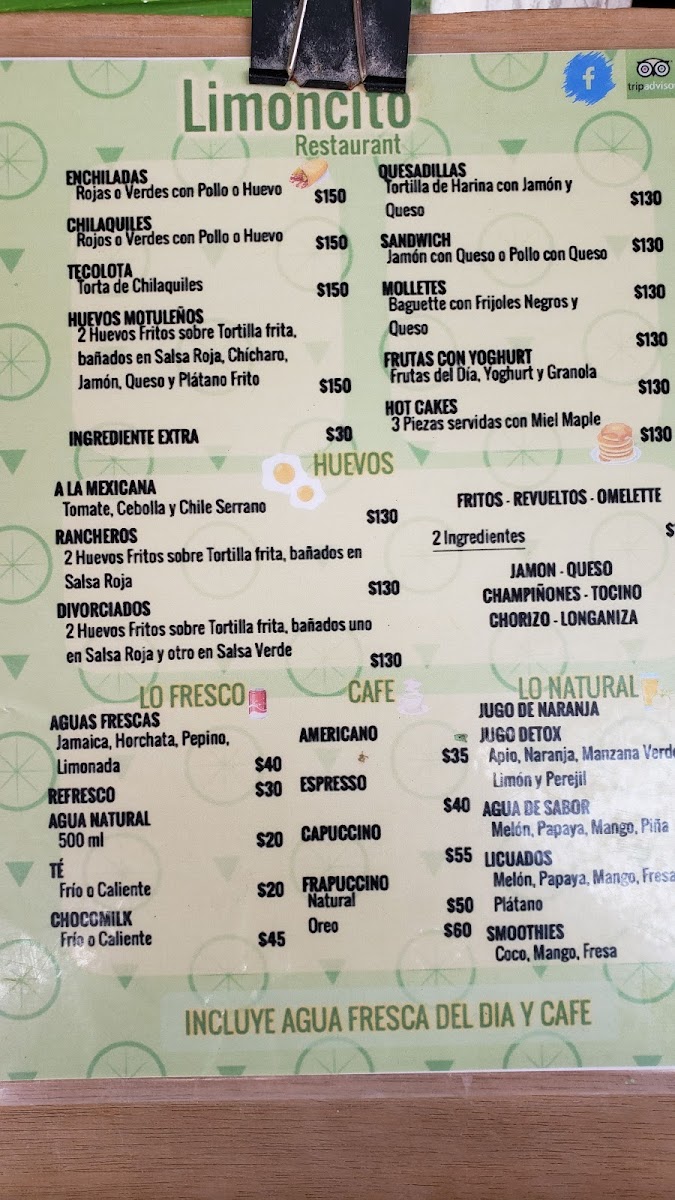 Limoncito
Restaurant
f
tripadviso
ENCHILADAS
Rojas o Verdes con Pollo o Huevo $150
CHILAQUILES
Rojos o Verdes con Pollo o Huevo $150
TECOLOTA
Torta de Chilaquiles $150
HUEVOS MOTULEÑOS
2 Huevos Fritos sobre Tortilla frita,
bañados en Salsa Roja, Chícharo,
Jamón, Queso y Plátano Frito $150
INGREDIENTE EXTRA $30
QUESADILLAS
Tortilla de Harina con Jamón y
Queso $130
SANDWICH $130
Jamón con Queso o Pollo con Queso
MOLLETES $130
Baguette con Frijoles Negros y
Queso $130
FRUTAS CON YOGHURT
Frutas del Día, Yoghurt y Granola $130
HOT CAKES
3 Piezas servidas con Miel Maple $130
HUEVOS
A LA MEXICANA
Tomate, Cebolla y Chile Serrano $130
RANCHEROS
2 Huevos Fritos sobre Tortilla frita, bañados en
Salsa Roja $130
DIVORCIADOS
2 Huevos Fritos sobre Tortilla frita, bañados uno
en Salsa Roja y otro en Salsa Verde $130
FRITOS - REVUELTOS - OMELETTE
2 Ingredientes $
JAMON - QUESO
CHAMPIÑONES - TOCINO
CHORIZO - LONGANIZA
LO FRESCO
AGUAS FRESCAS
Jamaica, Horchata, Pepino,
Limonada $40
REFRESCO $30
AGUA NATURAL
500 ml $20
TÉ
Frío o Caliente $20
CHOCOMILK
Frío o Caliente $45
CAFE
AMERICANO $35
ESPRESSO $40
CAPUCCINO $55
FRAPUCCINO
Natural $50
Oreo $60
LO NATURAL
JUGO DE NARANJA
JUGO DETOX
Apio, Naranja, Manzana Verde
Limón y Perejil
AGUA DE SABOR
Melón, Papaya, Mango, Piña
LICUADOS
Melón, Papaya, Mango, Fresa
Plátano
SMOOTHIES
Coco, Mango, Fresa
INCLUYE AGUA FRESCA DEL DIA Y CAFE